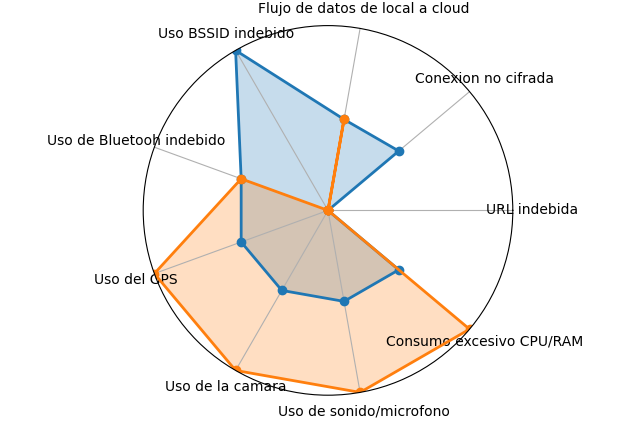 Flujo de datos de local a cloud
Uso BSSID indebido
Conexion no cifrada
Uso de Bluetooh indebido
URL indebida
Uso del GPS
Consumo excesivo CPU/RAM
Uso de la camara
Uso de sonido/microfono